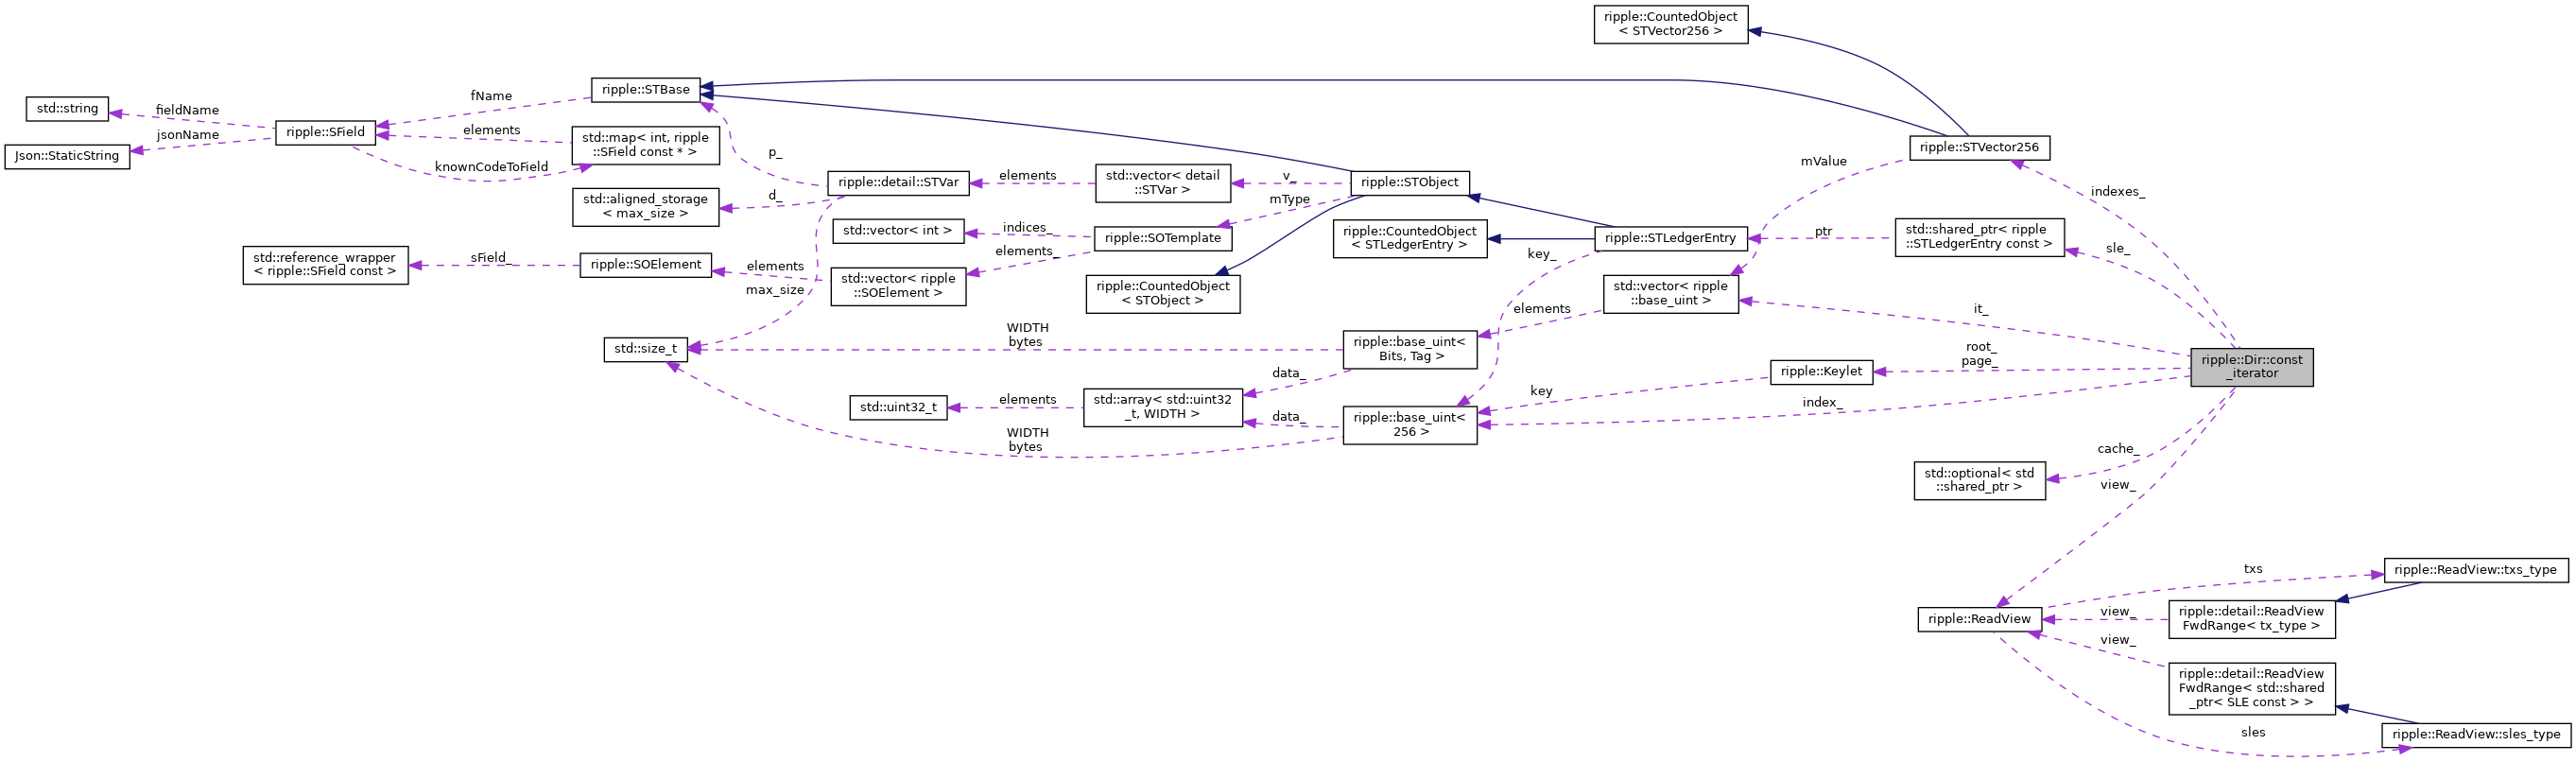 ripple::CountedObject
< STVector256 >
ripple::STBase
fName
std::string
fieldName
jsonName
Json::StaticString
ripple::SField
elements
knownCodeToField
std::map< int, ripple
::SField const * >
p_
d_
ripple::STVector256
mValue
indexes_
ripple::detail::STVar
elements
std::vector< detail
::STVar >
v_
mType
ripple::STObject
std::aligned_storage
< max_size >
std::vector< int >
indices_
elements_
ripple::SOTemplate
ripple::CountedObject
< STLedgerEntry >
ripple::STLedgerEntry
ptr
std::shared_ptr< ripple
::STLedgerEntry const >
sle_
std::reference_wrapper
< ripple::SField const >
sField_
ripple::SOElement
elements
max_size
std::vector< ripple
::SOElement >
ripple::CountedObject
< STObject >
key_
elements
std::vector< ripple
::base_uint >
it_
std::size_t
WIDTH
bytes
ripple::base_uint<
Bits, Tag >
data_
root_
page_
ripple::Keylet
key
index_
ripple::Dir::const
_iterator
std::uint32_t
elements
std::array< std::uint32
_t, WIDTH >
data_
ripple::base_uint<
256 >
WIDTH
bytes
cache_
view_
std::optional< std
::shared_ptr >
txs
ripple::ReadView::txs_type
ripple::ReadView
view_
ripple::detail::ReadView
FwdRange< tx_type >
view_
ripple::detail::ReadView
FwdRange< std::shared
_ptr< SLE const > >
sles
ripple::ReadView::sles_type